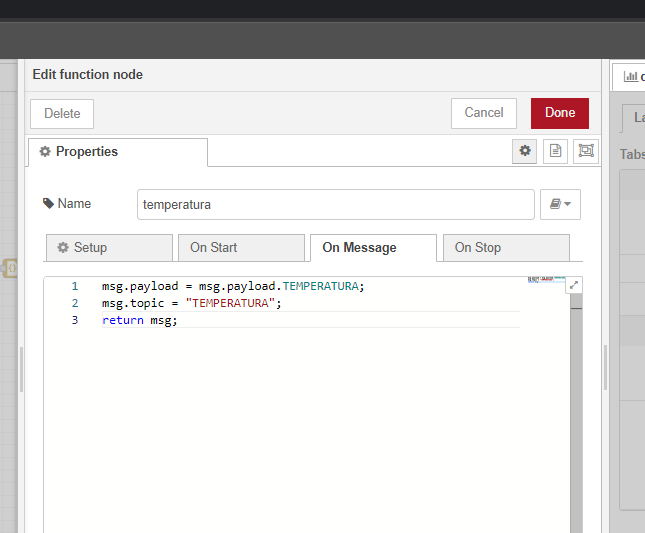 Edit function node
Delete
Cancel
Done
Properties
Name
temperatura
Setup
On Start
On Message
On Stop
1 msg.payload = msg.payload.TEMPERATURA;
2 msg.topic = "TEMPERATURA";
3 return msg;
La
Tabs